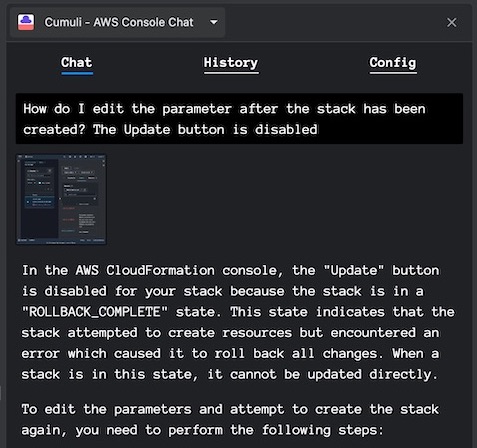 Cumuli - AWS Console Chat
Chat
History
Config
How do I edit the parameter after the stack has been
created? The Update button is disabled
In the AWS CloudFormation console, the "Update" button
is disabled for your stack because the stack is in a
"ROLLBACK_COMPLETE" state. This state indicates that the
stack attempted to create resources but encountered an
error which caused it to roll back all changes. When a
stack is in this state, it cannot be updated directly.
To edit the parameters and attempt to create the stack
again, you need to perform the following steps: